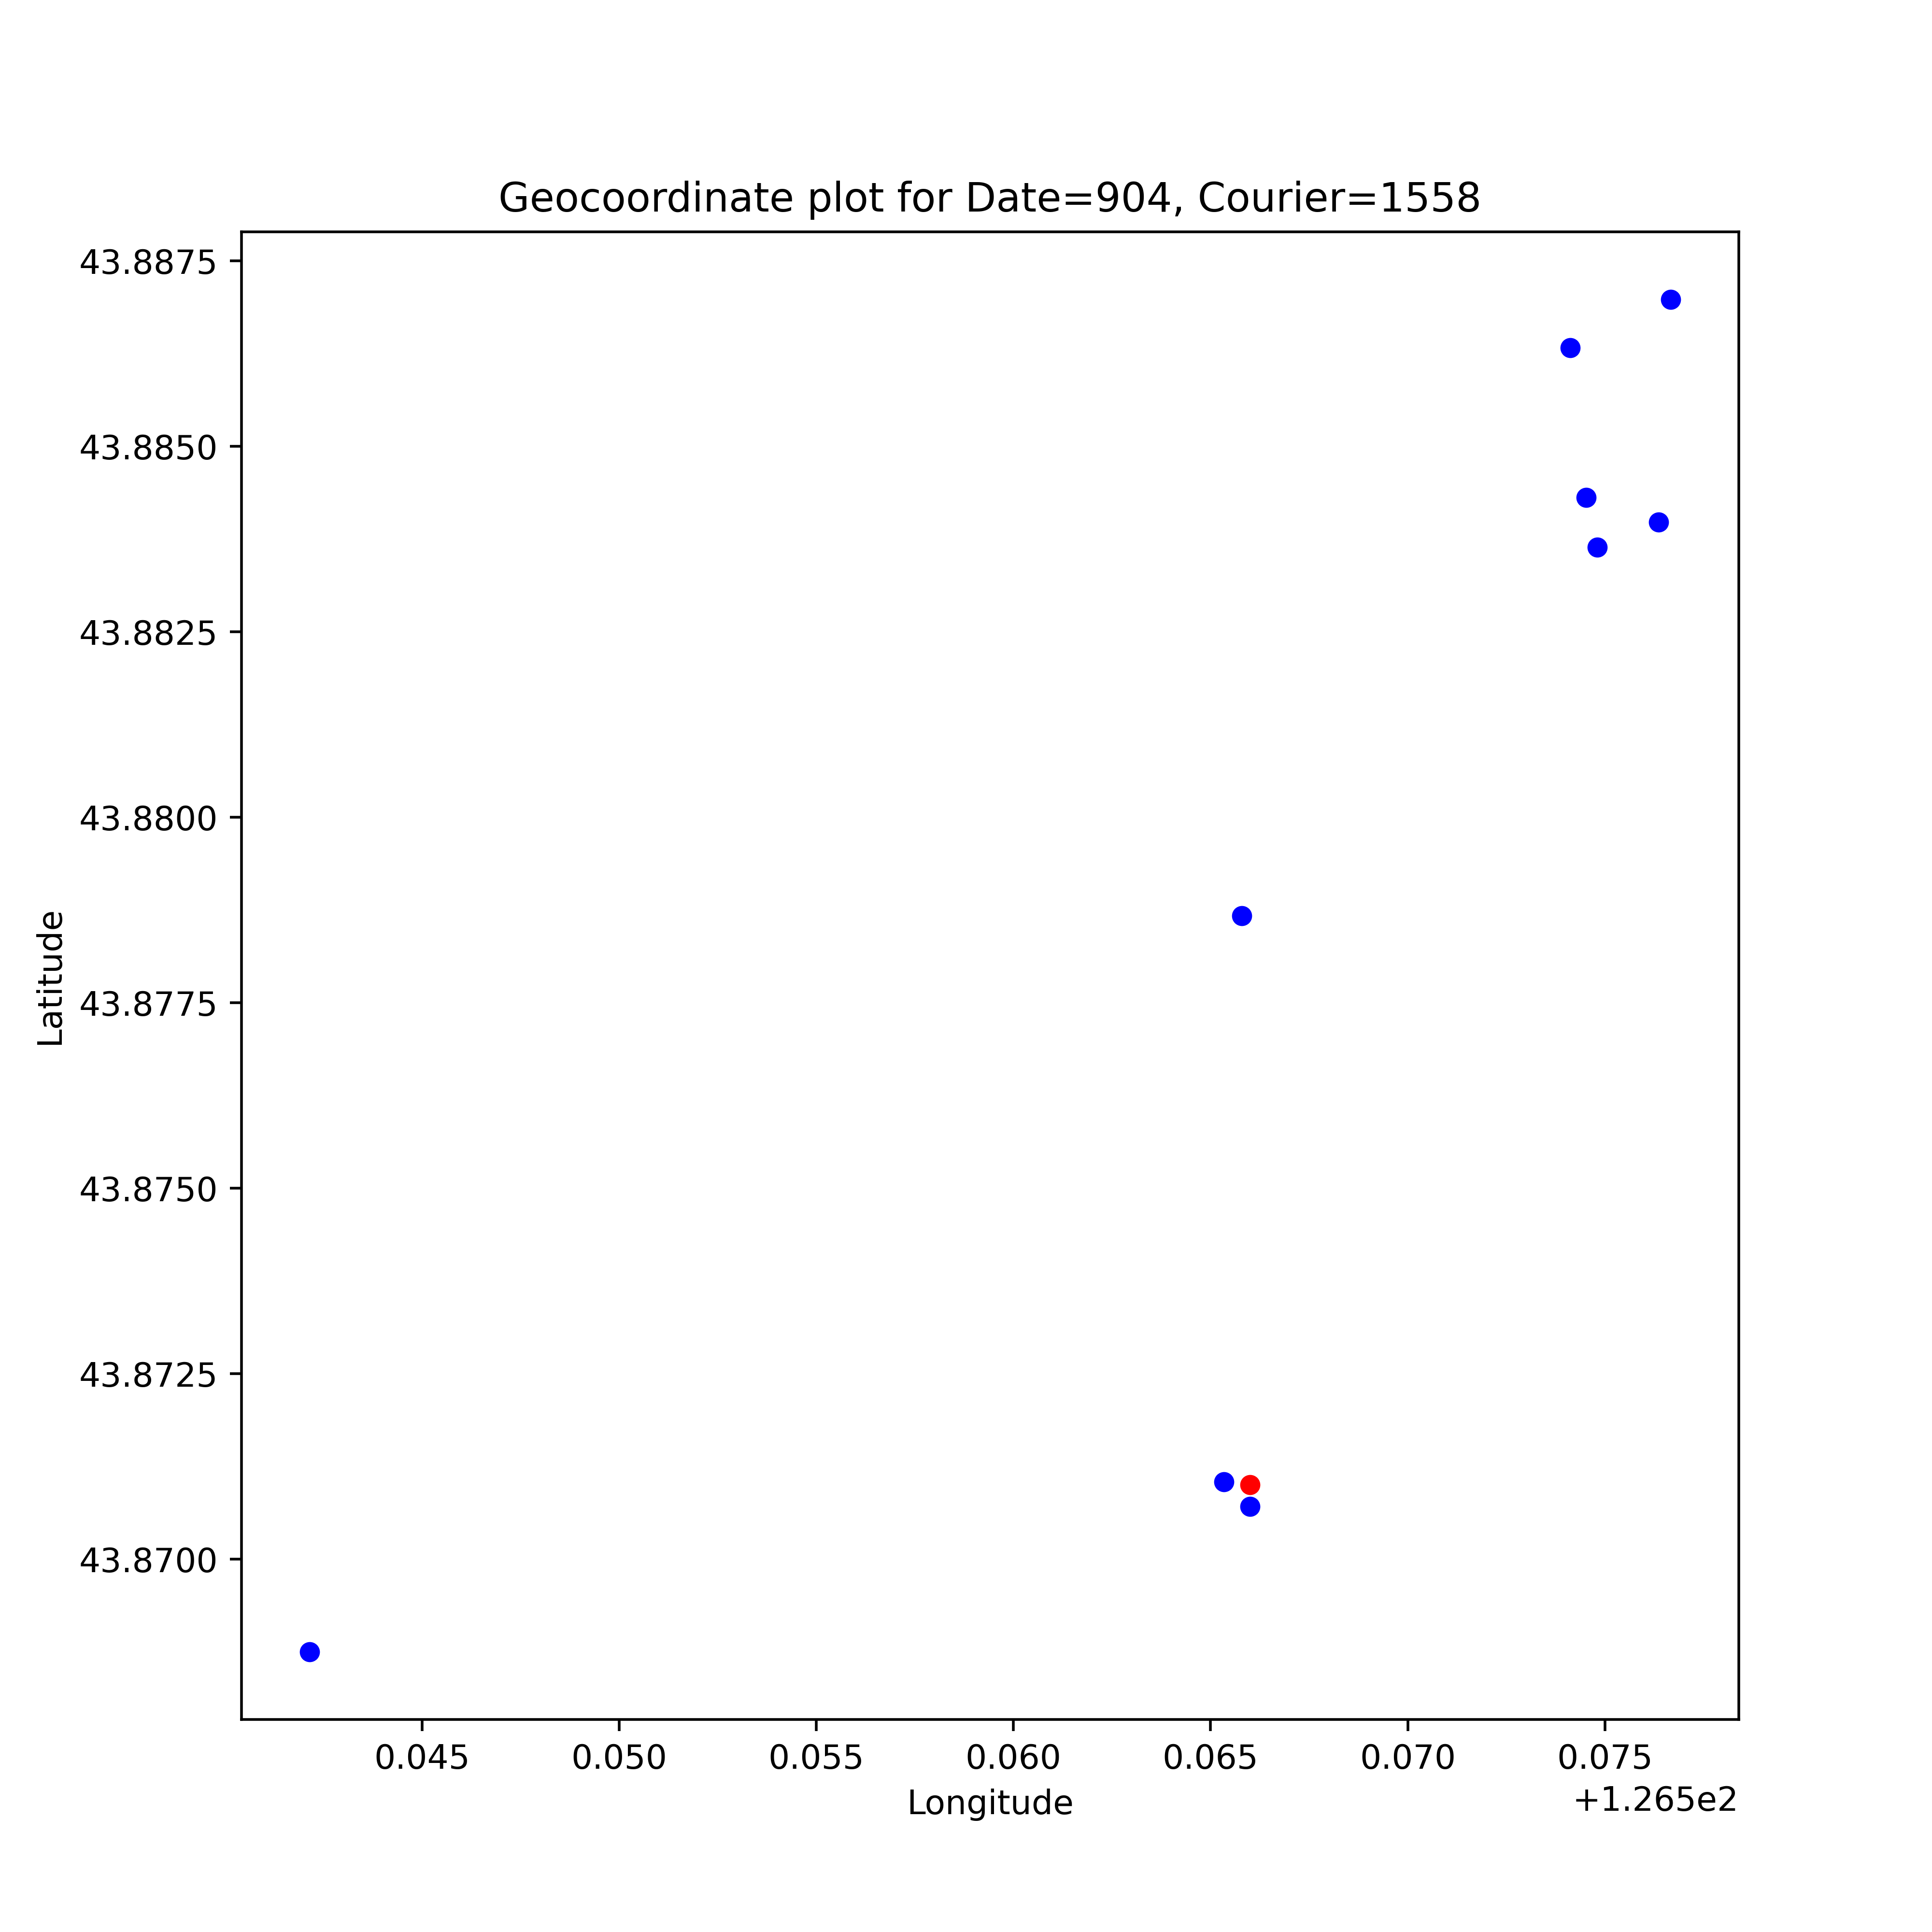 Geocoordinate plot for Date=904, Courier=1558
43.8875
43.8850
43.8825
43.8800
43.8775
43.8750
43.8725
43.8700
Latitude
0.045 0.050 0.055 0.060 0.065 0.070 0.075
+1.265e2
Longitude